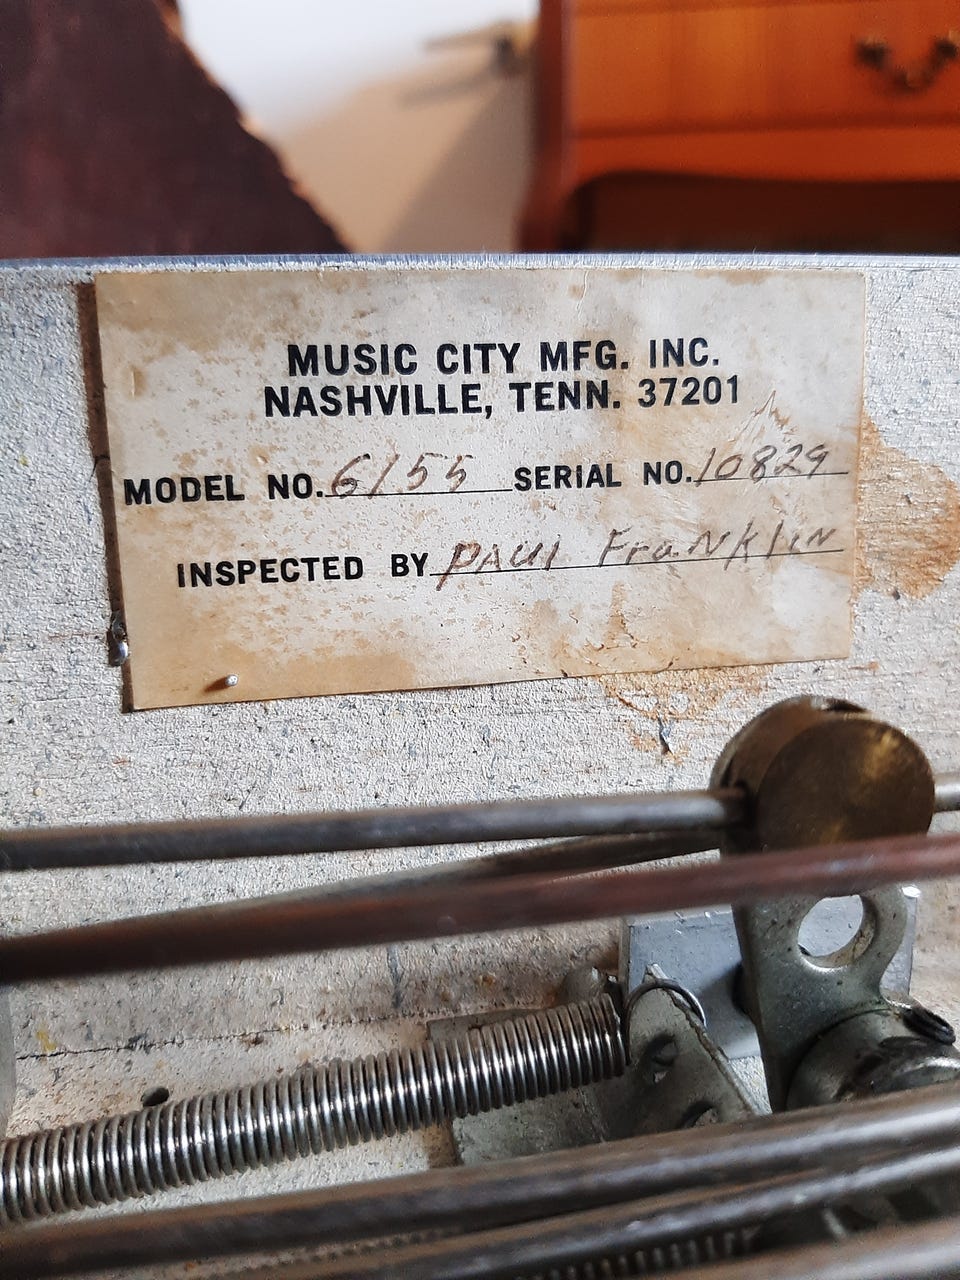 MUSIC CITY MFG. INC.
NASHVILLE, TENN. 37201
MODEL NO. 6155 SERIAL NO. 10829
INSPECTED BY PAUl FraNklin